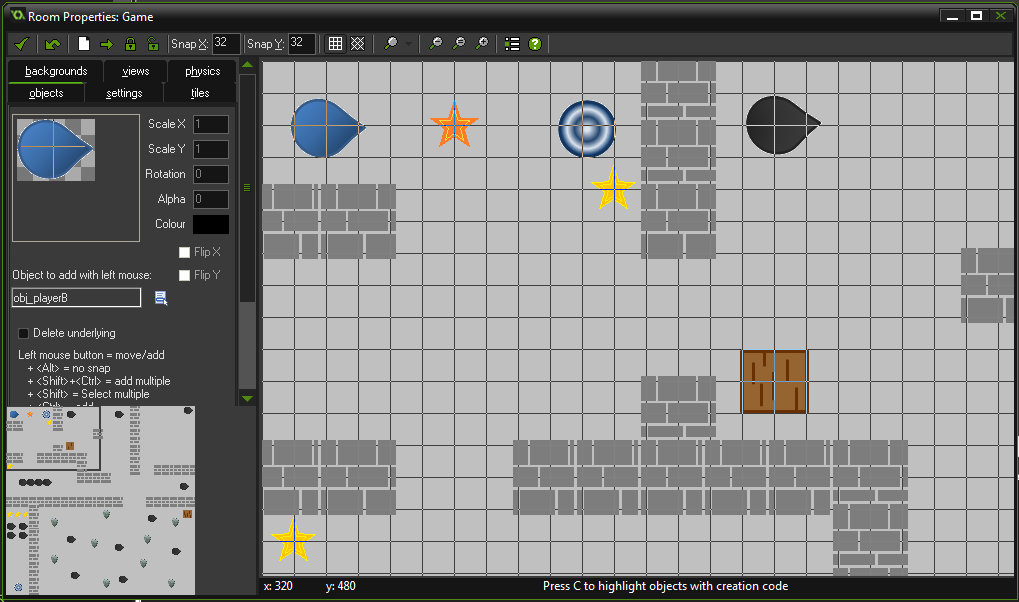 Room Properties: Game
Snap X: 32 Snap Y: 32
backgrounds views physics
objects settings tiles
Scale X 1
Scale Y 1
Rotation 0
Alpha 0
Colour
Flip X
Object to add with left mouse: Flip Y
obj_playerB
Delete underlying
Left mouse button = move/add
+ <Alt> = no snap
+ <Shift>+<Ctrl> = add multiple
+ <Shift> = Select multiple
+ <Ctrl> = add
x: 320 y: 480 Press C to highlight objects with creation code